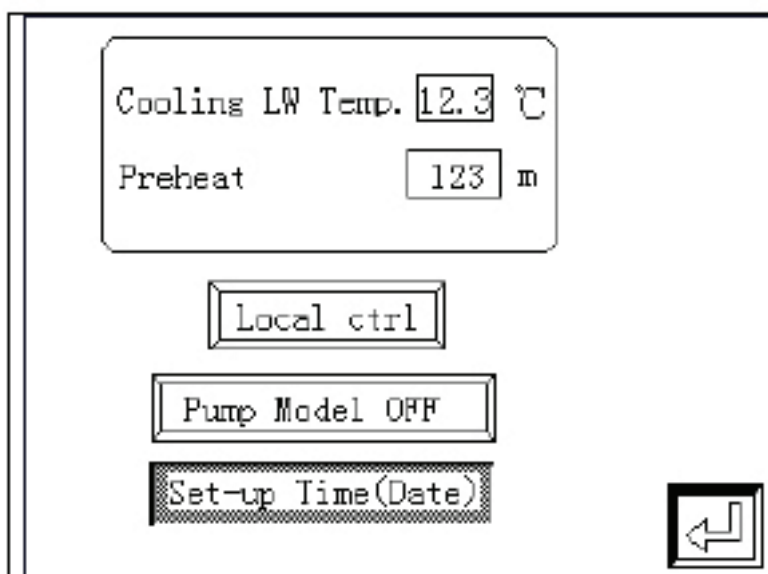 Cooling LW Temp. 12.3 ℃
Preheat 123 m
Local ctrl
Pump Model OFF
Set-up Time(Date)